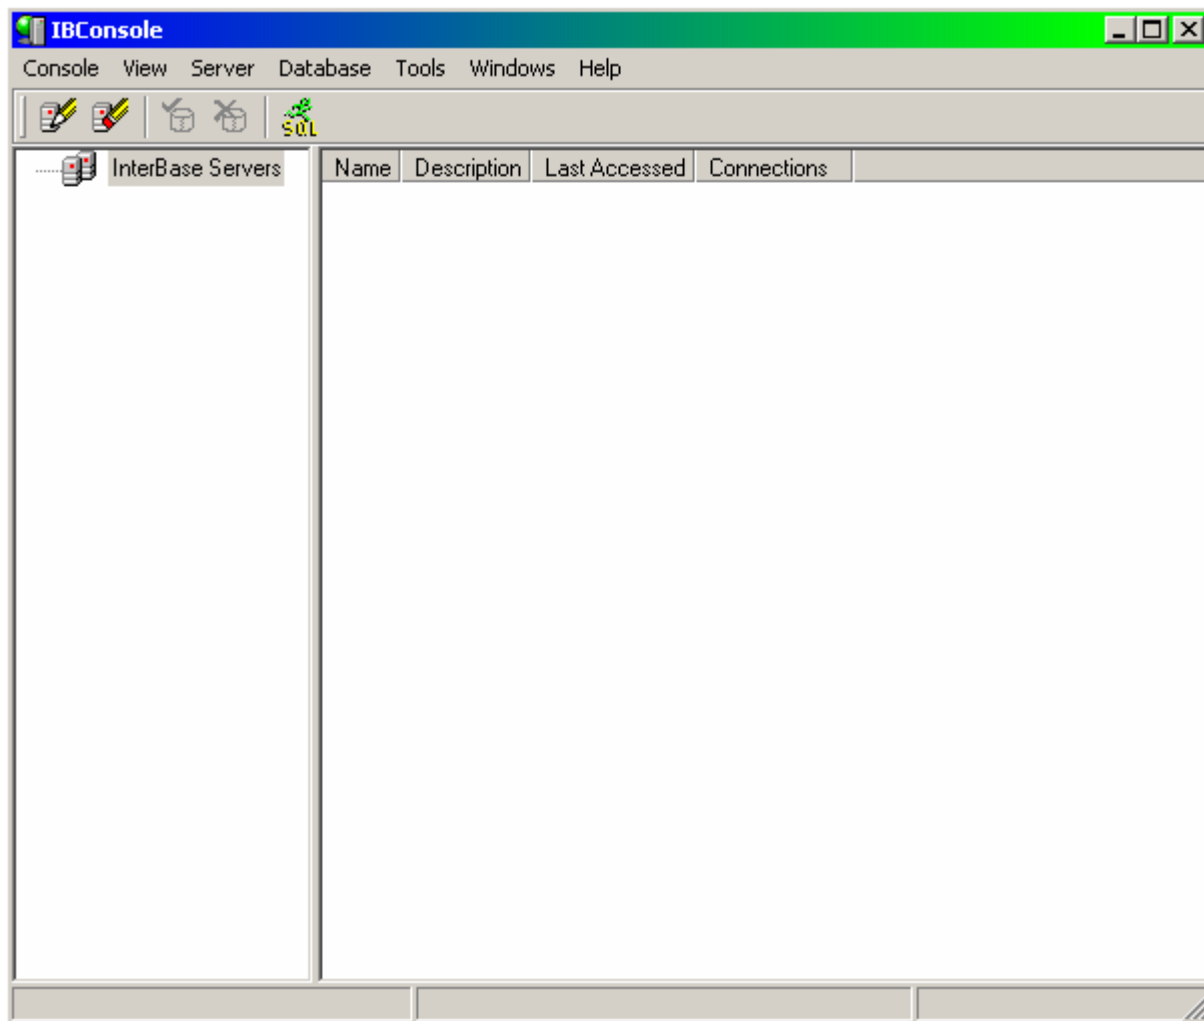 IBConsole
Console View Server Database Tools Windows Help
SQL
InterBase Servers
Name Description Last Accessed Connections